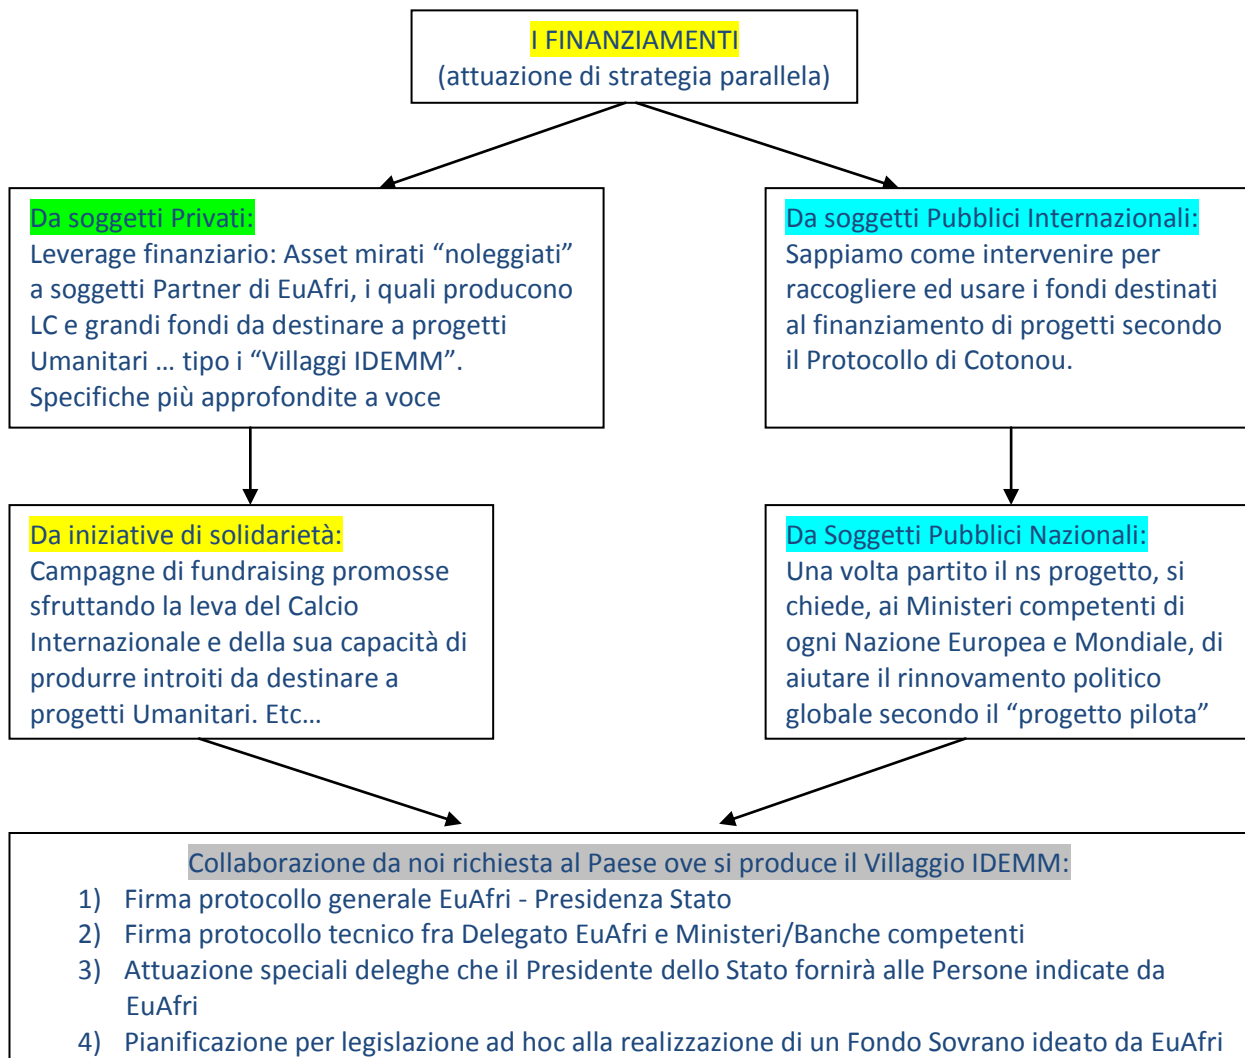 I FINANZIAMENTI
(attuazione di strategia parallela)
Da soggetti Privati:
Leverage finanziario: Asset mirati “noleggiati”
a soggetti Partner di EuAfri, i quali producono
LC e grandi fondi da destinare a progetti
Umanitari … tipo i “Villaggi IDEMM”.
Specifiche più approfondite a voce
Da soggetti Pubblici Internazionali:
Sappiamo come intervenire per
raccogliere ed usare i fondi destinati
al finanziamento di progetti secondo
il Protocollo di Cotonou.
Da iniziative di solidarietà:
Campagne di fundraising promosse
sfruttando la leva del Calcio
Internazionale e della sua capacità di
produrre introiti da destinare a
progetti Umanitari. Etc…
Da Soggetti Pubblici Nazionali:
Una volta partito il ns progetto, si
chiede, ai Ministeri competenti di
ogni Nazione Europea e Mondiale, di
aiutare il rinnovamento politico
globale secondo il “progetto pilota”
Collaborazione da noi richiesta al Paese ove si produce il Villaggio IDEMM:
1) Firma protocollo generale EuAfri - Presidenza Stato
2) Firma protocollo tecnico fra Delegato EuAfri e Ministeri/Banche competenti
3) Attuazione speciali deleghe che il Presidente dello Stato fornirà alle Persone indicate da
EuAfri
4) Pianificazione per legislazione ad hoc alla realizzazione di un Fondo Sovrano ideato da EuAfri